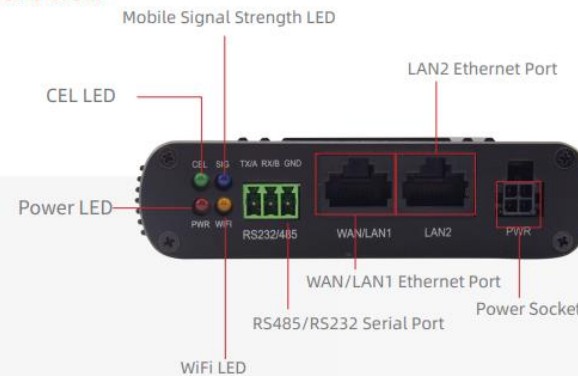 Mobile Signal Strength LED
LAN2 Ethernet Port
CEL LED
CEL SIG TX/A RX/B GND
Power LED
PWR WIFI
RS232/485
WAN/LAN1
LAN2
PWR
WAN/LAN1 Ethernet Port
Power Socket
RS485/RS232 Serial Port
WiFi LED